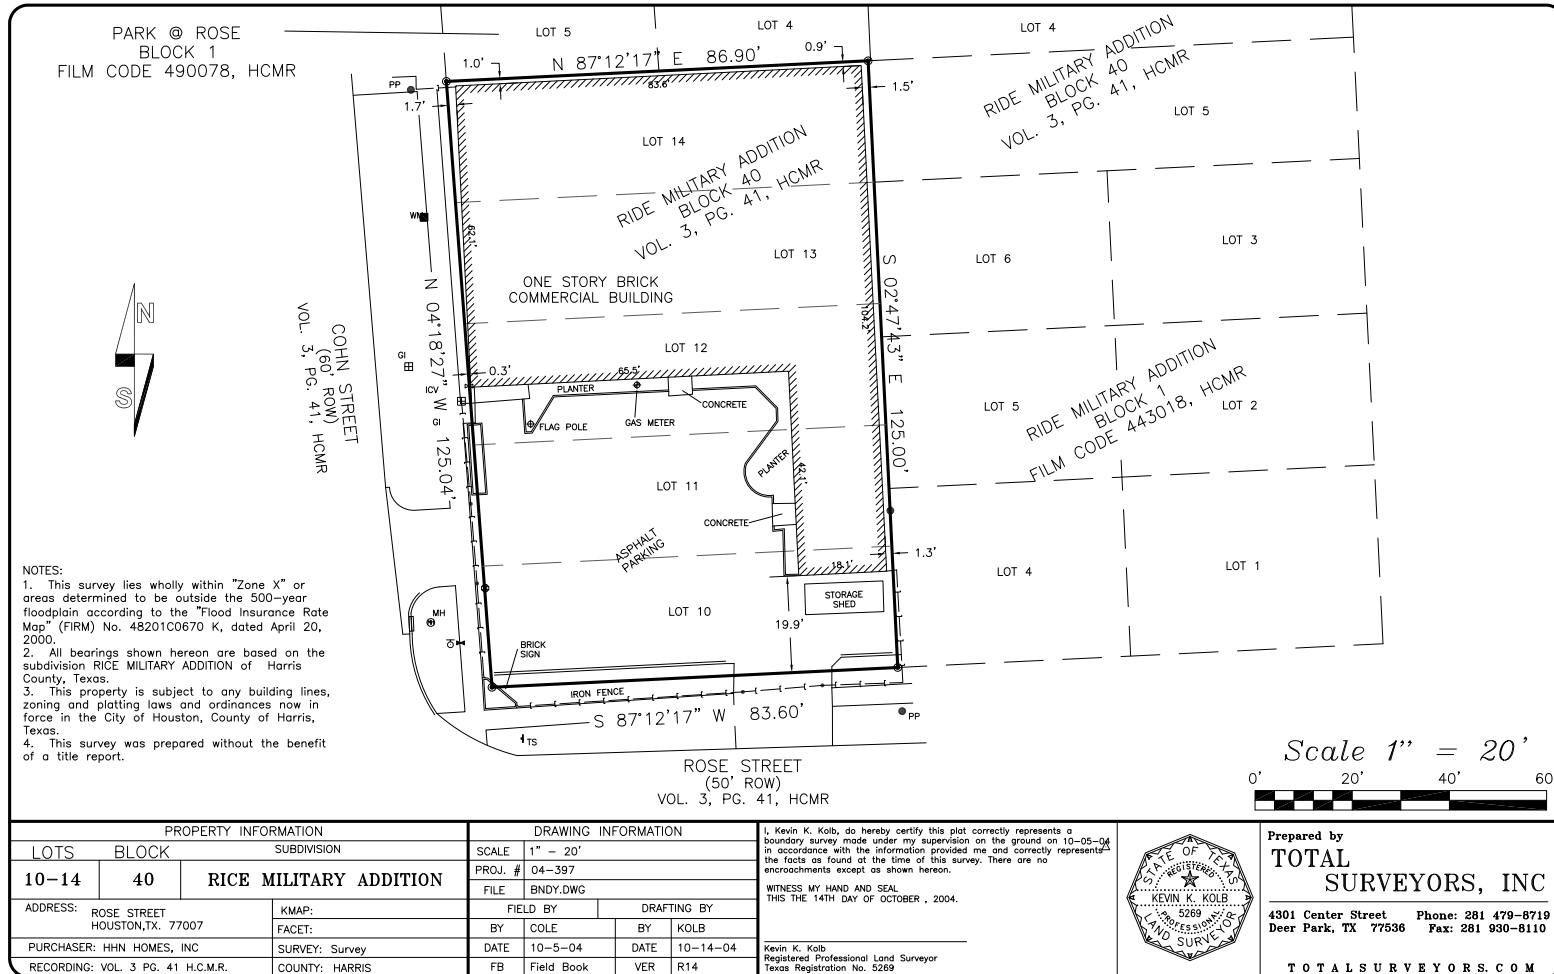 PARK @ ROSE
BLOCK 1
FILM CODE 490078, HCMR
LOT 5
LOT 4
LOT 4
N 87°12'17" E 86.90'
1.0'
0.9'
83.6'
PP
1.7'
1.5'
LOT 14
RIDE MILITARY ADDITION
BLOCK 40
VOL. 3, PG. 41, HCMR
RIDE MILITARY ADDITION
BLOCK 40
VOL. 3, PG. 41, HCMR
LOT 5
WM
62.1'
LOT 13
LOT 6
LOT 3
ONE STORY BRICK
COMMERCIAL BUILDING
N
S
COHN STREET
(60' ROW)
VOL. 3, PG. 41, HCMR
N 04°18'27" W 125.04'
S 02°47'43" E 125.00'
104.2'
GI
ICV
GI
0.3'
LOT 12
65.5'
PLANTER
CONCRETE
FLAG POLE
GAS METER
PLANTER
42.1'
LOT 5
LOT 2
RIDE MILITARY ADDITION
BLOCK 1
FILM CODE 443018, HCMR
LOT 11
CONCRETE
ASPHALT
PARKING
1.3'
18.1'
LOT 4
LOT 1
STORAGE
SHED
LOT 10
19.9'
MH
BRICK
SIGN
IRON FENCE
S 87°12'17" W 83.60'
PP
TS
ROSE STREET
(50' ROW)
VOL. 3, PG. 41, HCMR
NOTES:
1. This survey lies wholly within "Zone X" or
areas determined to be outside the 500-year
floodplain according to the "Flood Insurance Rate
Map" (FIRM) No. 48201C0670 K, dated April 20,
2000.
2. All bearings shown hereon are based on the
subdivision RICE MILITARY ADDITION of Harris
County, Texas.
3. This property is subject to any building lines,
zoning and platting laws and ordinances now in
force in the City of Houston, County of Harris,
Texas.
4. This survey was prepared without the benefit
of a title report.
Scale 1" = 20'
0' 20' 40' 60
PROPERTY INFORMATION
LOTS BLOCK SUBDIVISION
10-14 40 RICE MILITARY ADDITION
ADDRESS: ROSE STREET
HOUSTON,TX. 77007
KMAP:
FACET:
PURCHASER: HHN HOMES, INC
SURVEY: Survey
RECORDING: VOL. 3 PG. 41 H.C.M.R.
COUNTY: HARRIS
DRAWING INFORMATION
SCALE 1" - 20'
PROJ. # 04-397
FILE BNDY.DWG
FIELD BY DRAFTING BY
BY COLE BY KOLB
DATE 10-5-04 DATE 10-14-04
FB Field Book VER R14
I, Kevin K. Kolb, do hereby certify this plat correctly represents a
boundary survey made under my supervision on the ground on 10-05-04
in accordance with the information provided me and correctly represents
the facts as found at the time of this survey. There are no
encroachments except as shown hereon.
WITNESS MY HAND AND SEAL
THIS THE 14TH DAY OF OCTOBER , 2004.
Kevin K. Kolb
Registered Professional Land Surveyor
Texas Registration No. 5269
STATE OF TEXAS
REGISTERED
KEVIN K. KOLB
5269
PROFESSIONAL
LAND SURVEYOR
Prepared by
TOTAL
SURVEYORS, INC
4301 Center Street Phone: 281 479-8719
Deer Park, TX 77536 Fax: 281 930-8110
TOTALSURVEYORS.COM